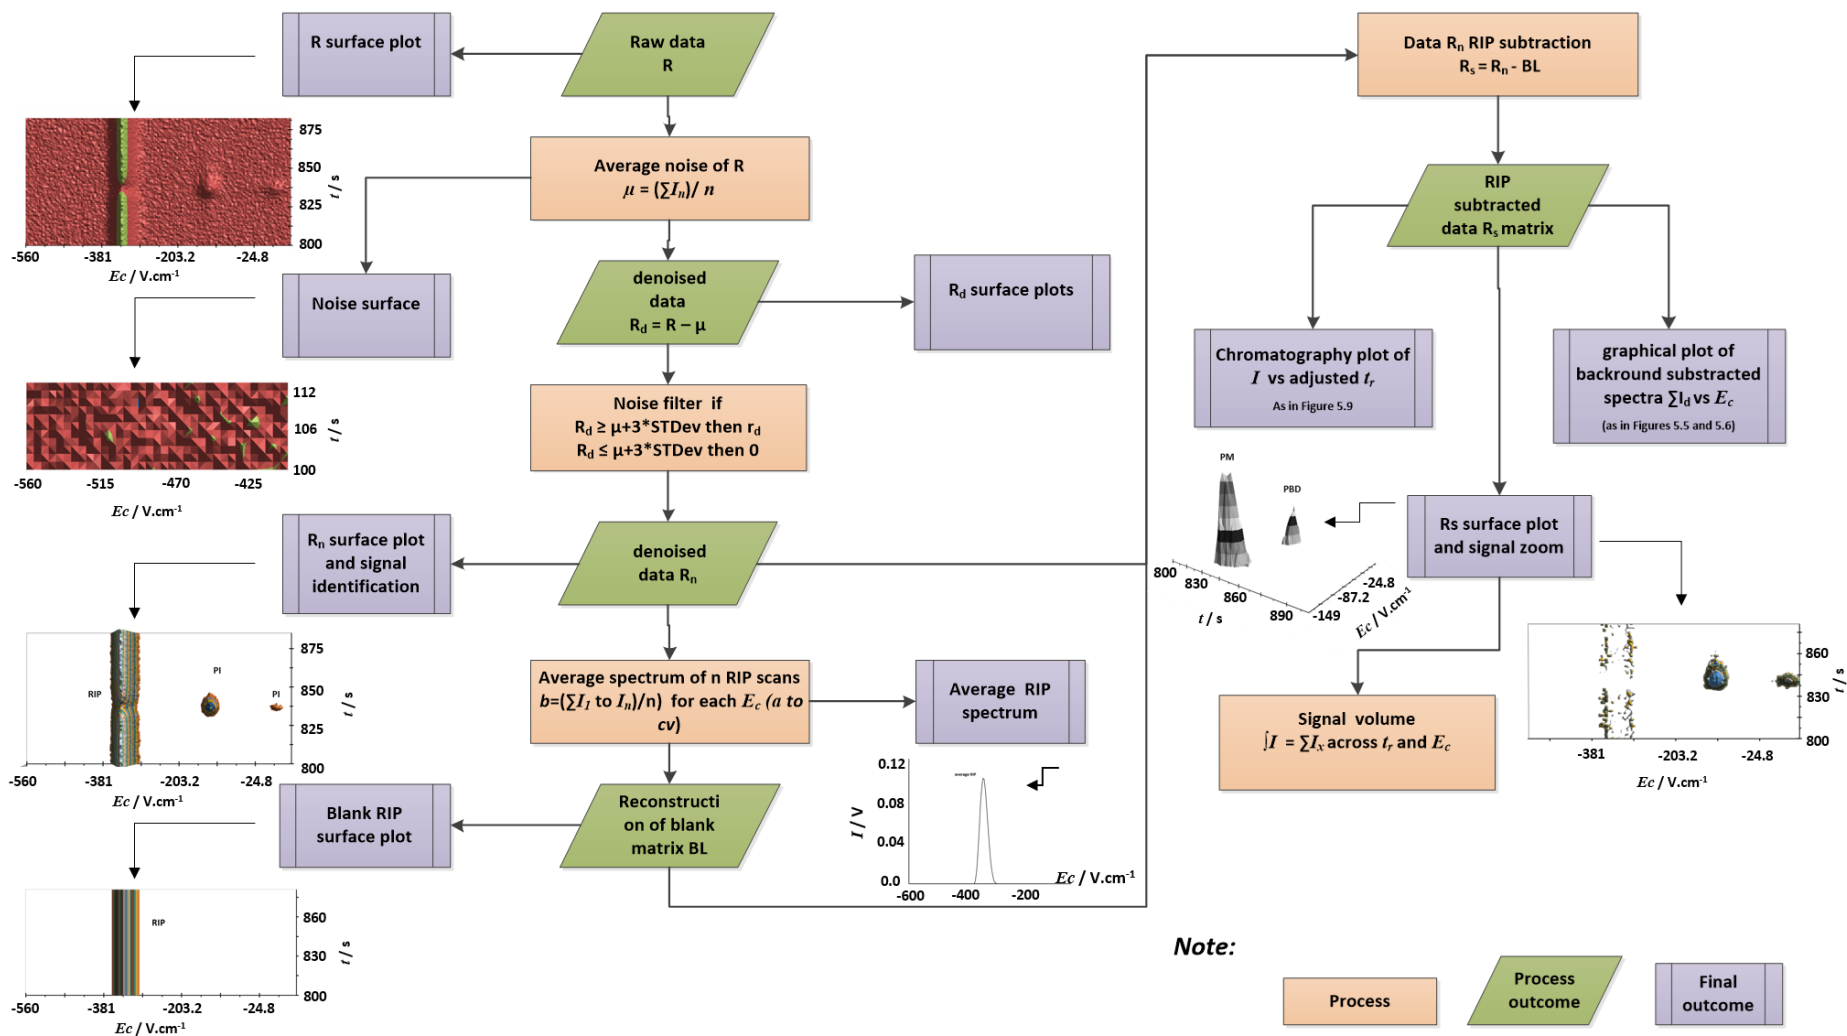 R surface plot
Raw data
R
875
850
825
800
t / s
-560
-381
-203.2
-24.8
Ec / V.cm-1
Average noise of R
μ = (∑In)/ n
Noise surface
denoised
data
Rd = R – μ
Rd surface plots
112
106
100
t / s
-560
-515
-470
-425
Ec / V.cm-1
Noise filter if
Rd ≥ μ+3*STDev then rd
Rd ≤ μ+3*STDev then 0
Rn surface plot
and signal
identification
denoised
data Rn
RIP
PI
PI
875
850
825
800
t / s
-560
-381
-203.2
-24.8
Ec / V.cm-1
Average spectrum of n RIP scans
b=(∑I1 to In)/n) for each Ec (a to
cv)
Average RIP
spectrum
0.12
0.08
0.04
0.0
I / V
average RIP
-600
-400
-200
Ec / V.cm-1
Blank RIP
surface plot
Reconstructi
on of blank
matrix BL
RIP
860
830
800
t / s
-560
-381
-203.2
-24.8
Ec / V.cm-1
Data Rn RIP subtraction
Rs = Rn - BL
RIP
subtracted
data Rs matrix
Chromatography plot of
I vs adjusted tr
As in Figure 5.9
graphical plot of
backround substracted
spectra ∑Id vs Ec
(as in Figures 5.5 and 5.6)
PM
PBD
800
830
860
890
t / s
-149
-87.2
-24.8
Ec / V.cm-1
Rs surface plot
and signal zoom
860
830
800
t / s
-381
-203.2
-24.8
Ec / V.cm-1
Signal volume
∫I = ∑Ix across tr and Ec
Note:
Process
Process
outcome
Final
outcome